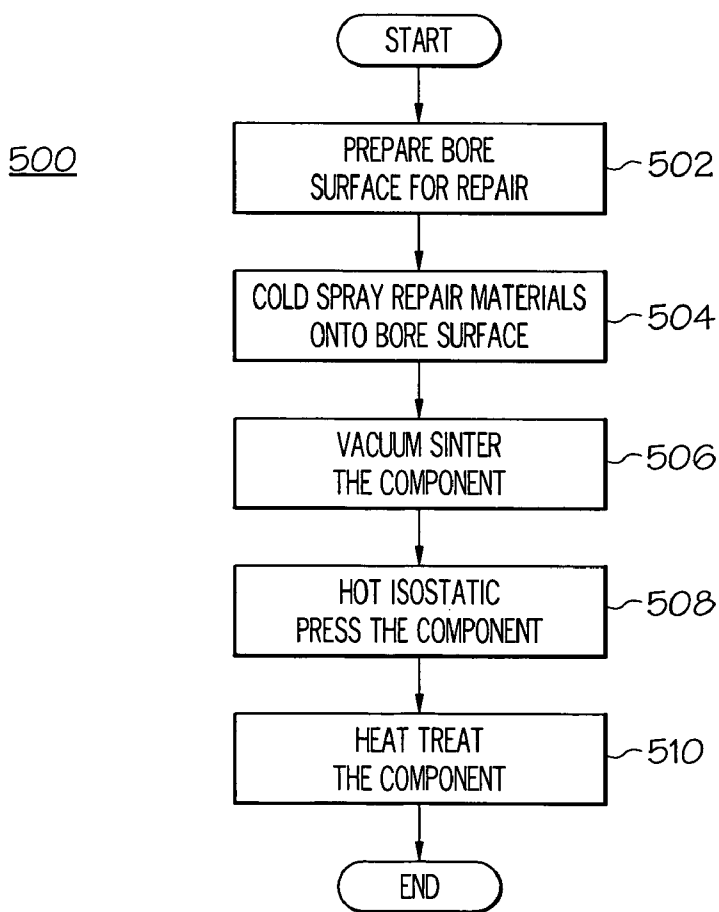 START
500
PREPARE BORE
SURFACE FOR REPAIR
502
COLD SPRAY REPAIR MATERIALS
ONTO BORE SURFACE
504
VACUUM SINTER
THE COMPONENT
506
HOT ISOSTATIC
PRESS THE COMPONENT
508
HEAT TREAT
THE COMPONENT
510
END